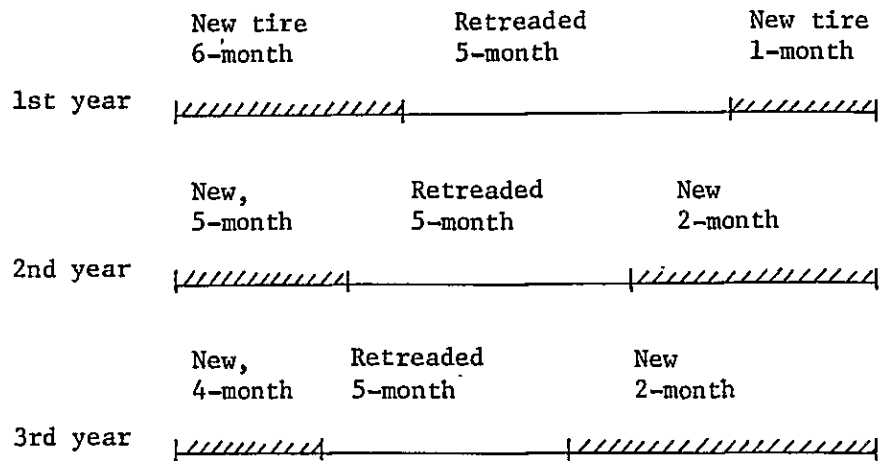 New tire Retreaded New tire
6-month 5-month 1-month
1st year
New, Retreaded New
5-month 5-month 2-month
2nd year
New, Retreaded New
4-month 5-month 2-month
3rd year